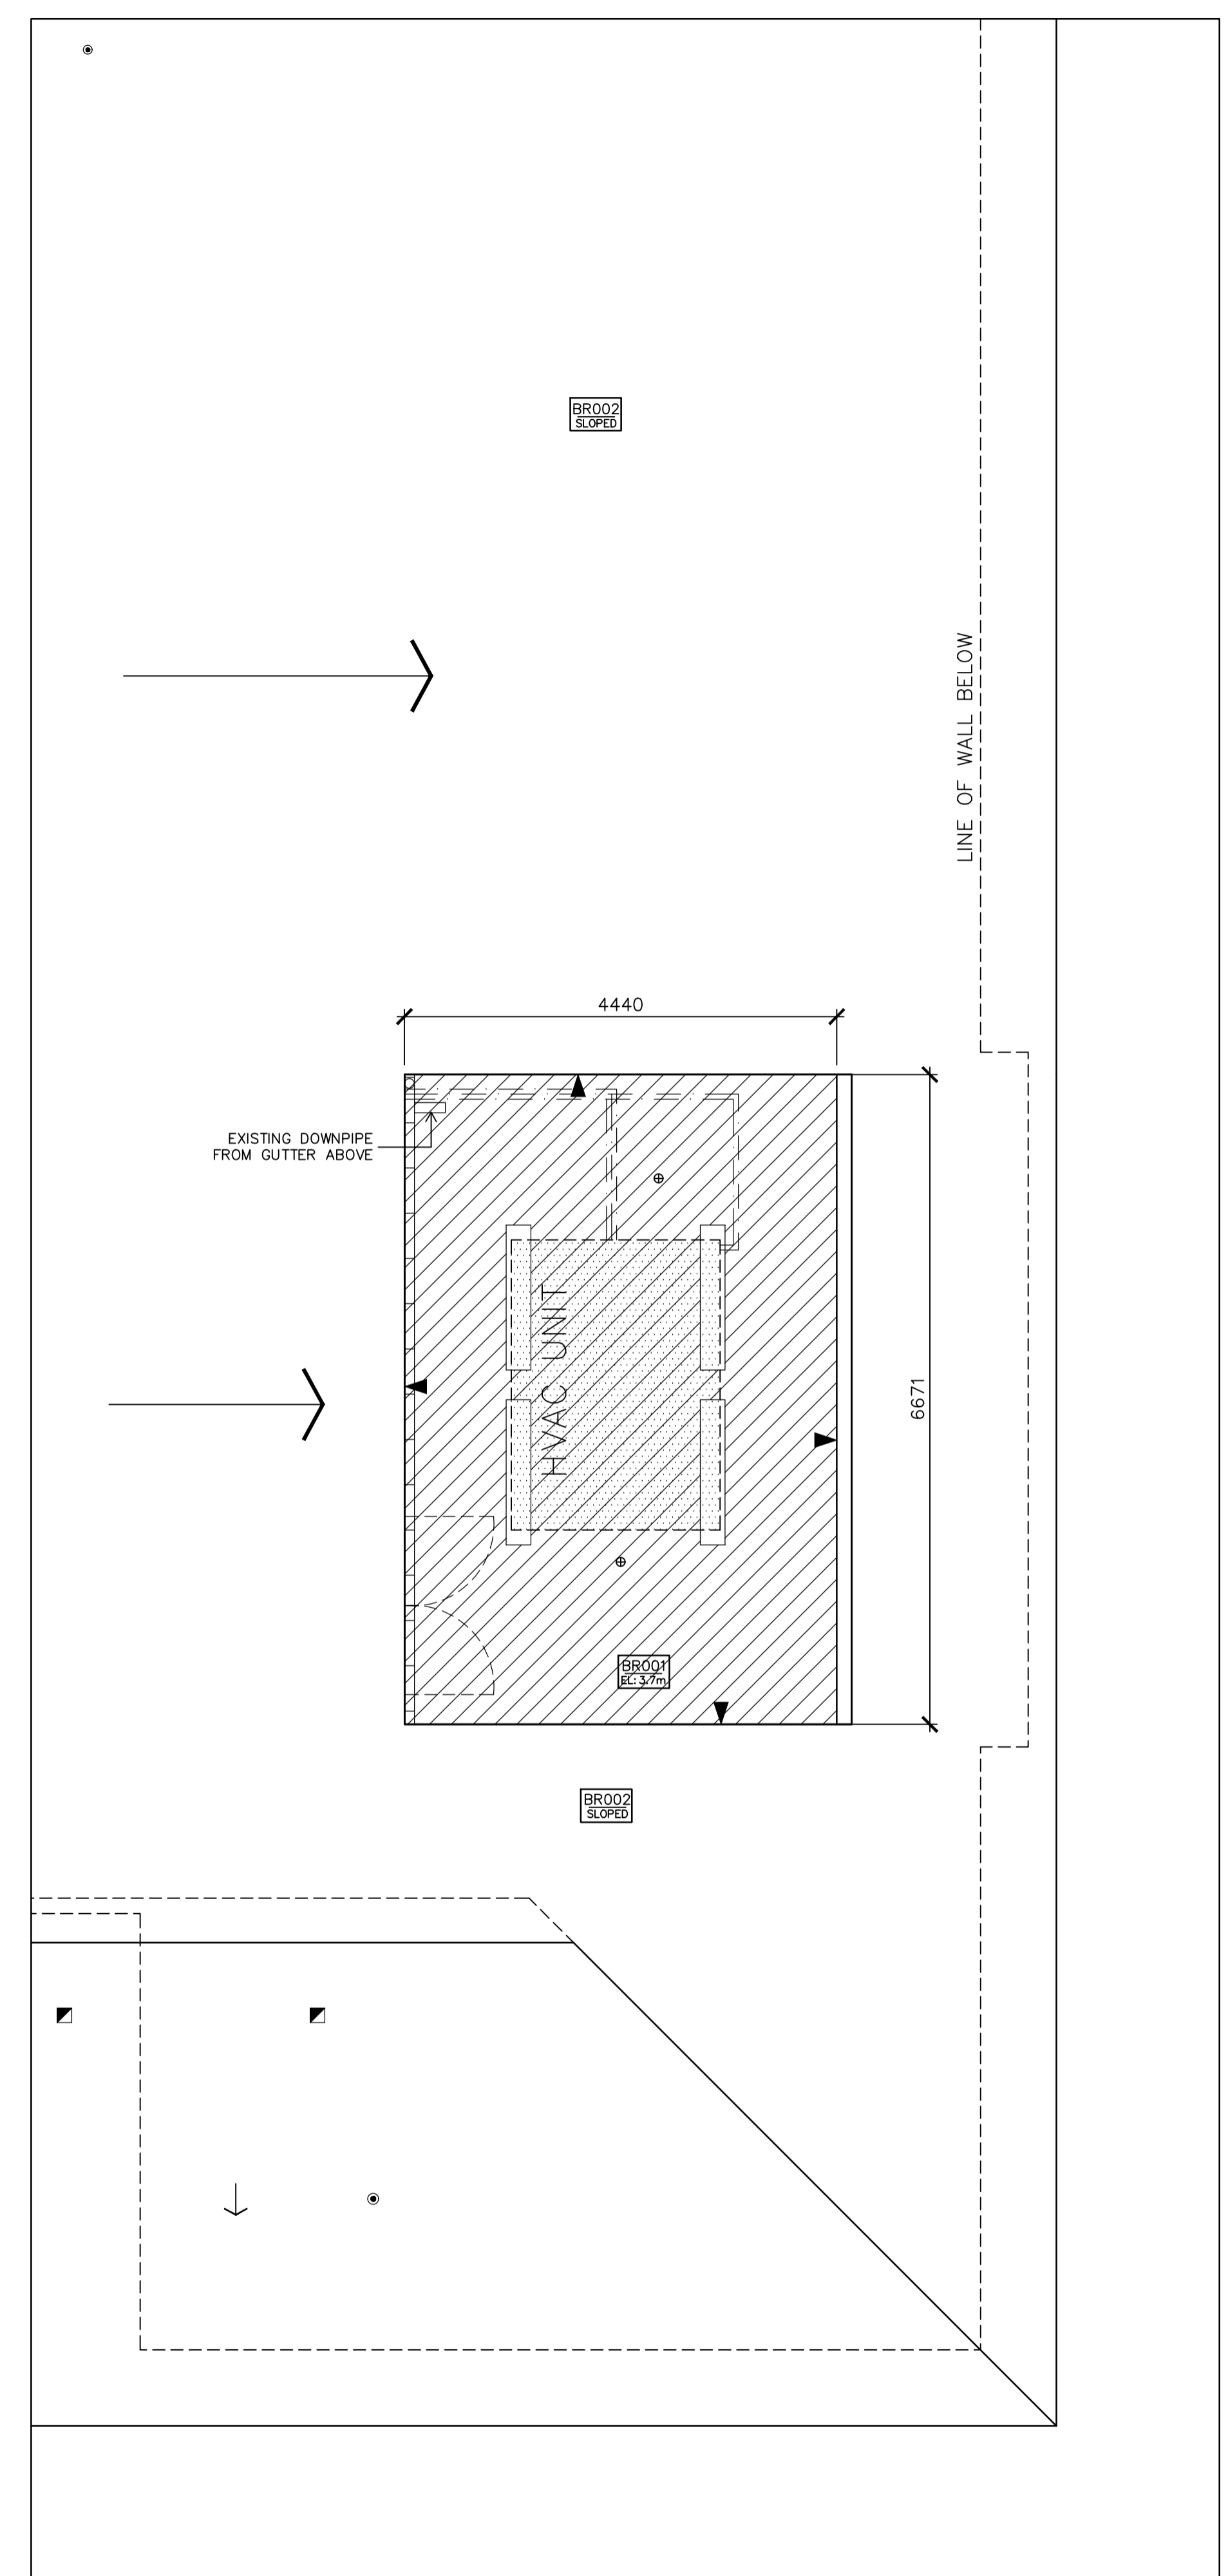 BR002
SLOPED
LINE OF WALL BELOW
4440
EXISTING DOWNPIPE
FROM GUTTER ABOVE
HVAC UNIT
6671
BR001
EL: 3.7m
BR002
SLOPED